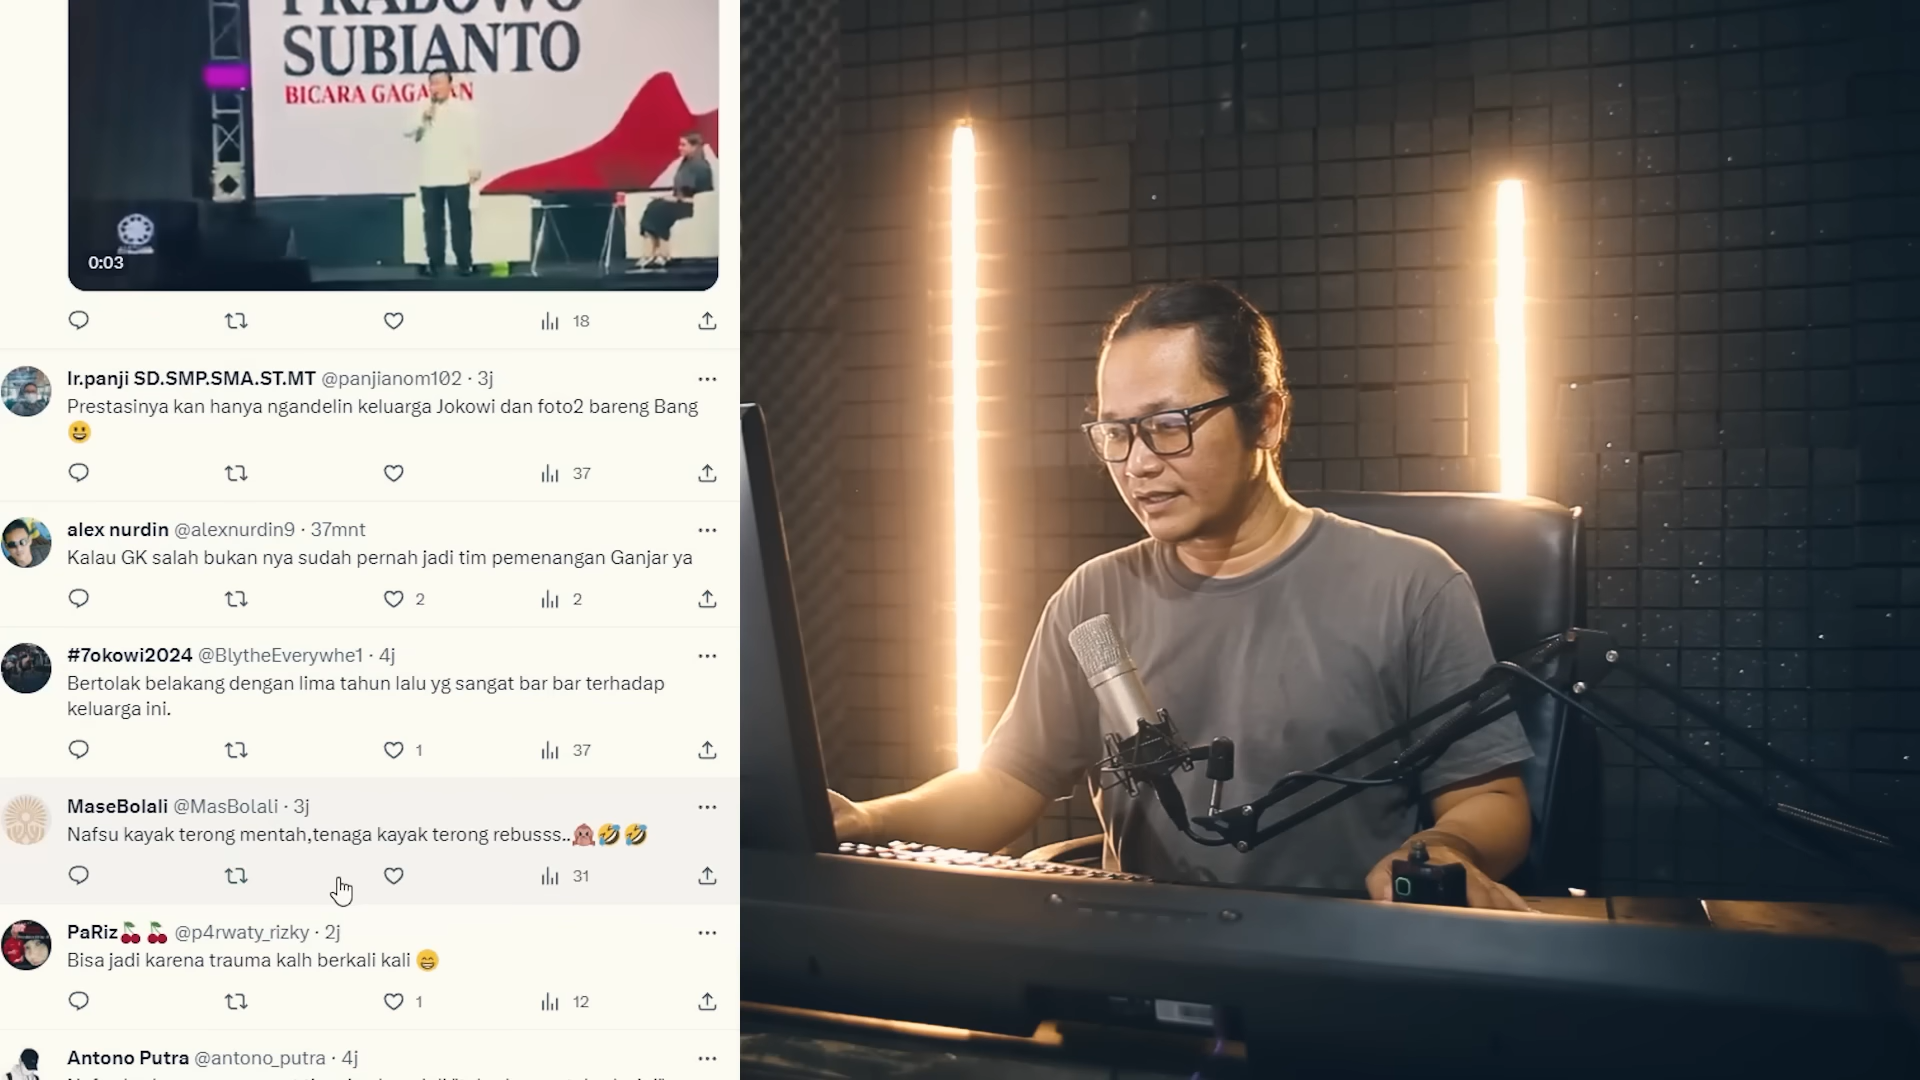 PRABOWO
SUBIANTO
BICARA GAGASAN
0:03
18
Ir.panji SD.SMP.SMA.ST.MT @panjianom102 · 3j
Prestasinya kan hanya ngandelin keluarga Jokowi dan foto2 bareng Bang
😀
37
alex nurdin @alexnurdin9 · 37mnt
Kalau GK salah bukan nya sudah pernah jadi tim pemenangan Ganjar ya
2 2
#7okowi2024 @BlytheEverywhe1 · 4j
Bertolak belakang dengan lima tahun lalu yg sangat bar bar terhadap
keluarga ini.
1 37
MaseBolali @MasBolali · 3j
Nafsu kayak terong mentah,tenaga kayak terong rebusss..🙊🤣🤣
31
PaRiz🍒🍒 @p4rwaty_rizky · 2j
Bisa jadi karena trauma kalh berkali kali 😁
1 12
Antono Putra @antono_putra · 4j